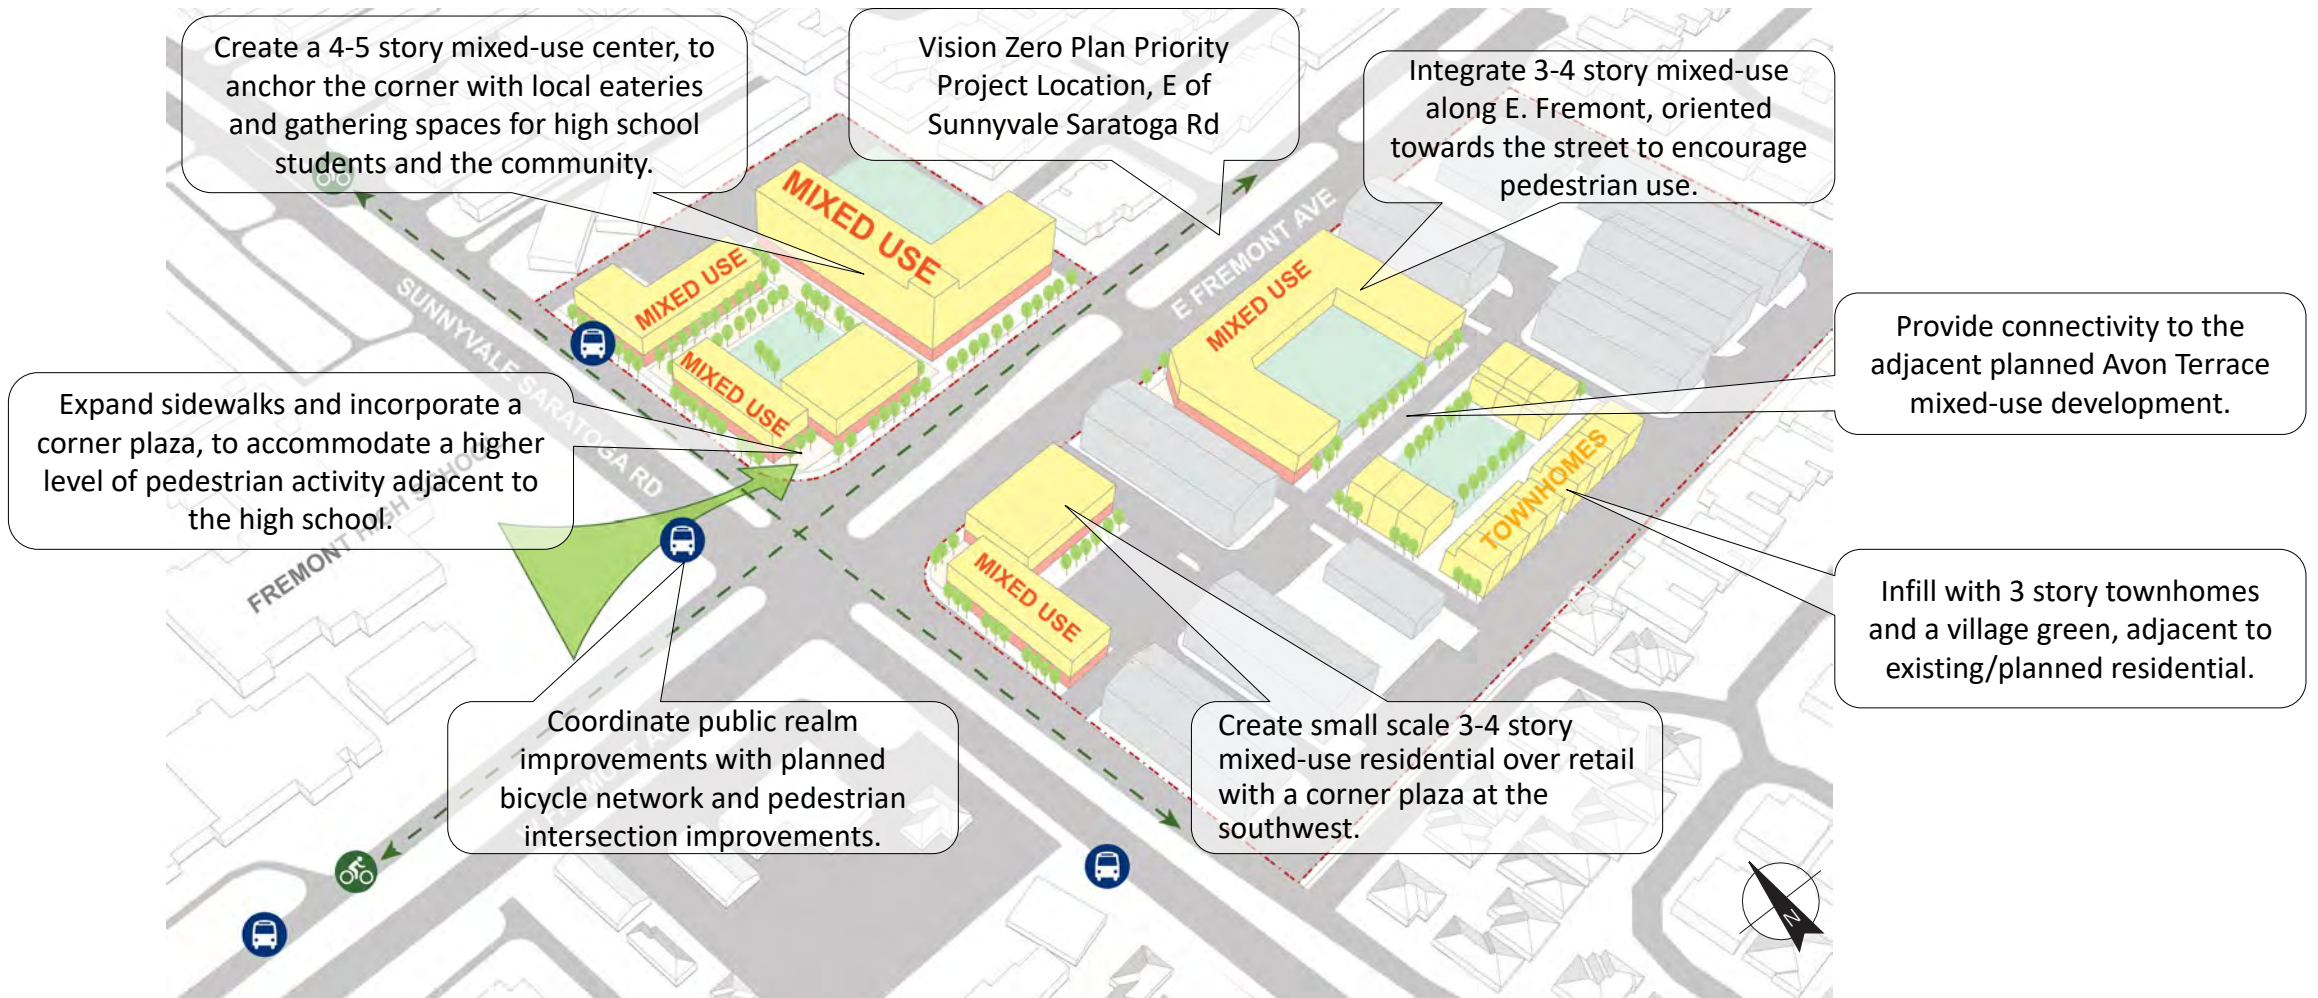 Create a 4-5 story mixed-use center, to
anchor the corner with local eateries
and gathering spaces for high school
students and the community.
Vision Zero Plan Priority
Project Location, E of
Sunnyvale Saratoga Rd
Integrate 3-4 story mixed-use
along E. Fremont, oriented
towards the street to encourage
pedestrian use.
MIXED USE
MIXED USE
MIXED USE
E FREMONT AVE
MIXED USE
SUNNYVALE SARATOGA RD
Provide connectivity to the
adjacent planned Avon Terrace
mixed-use development.
Expand sidewalks and incorporate a
corner plaza, to accommodate a higher
level of pedestrian activity adjacent to
the high school.
FREMONT HIGH SCHOOL
TOWNHOMES
MIXED USE
Infill with 3 story townhomes
and a village green, adjacent to
existing/planned residential.
Coordinate public realm
improvements with planned
bicycle network and pedestrian
intersection improvements.
FREMONT
Create small scale 3-4 story
mixed-use residential over retail
with a corner plaza at the
southwest.
N